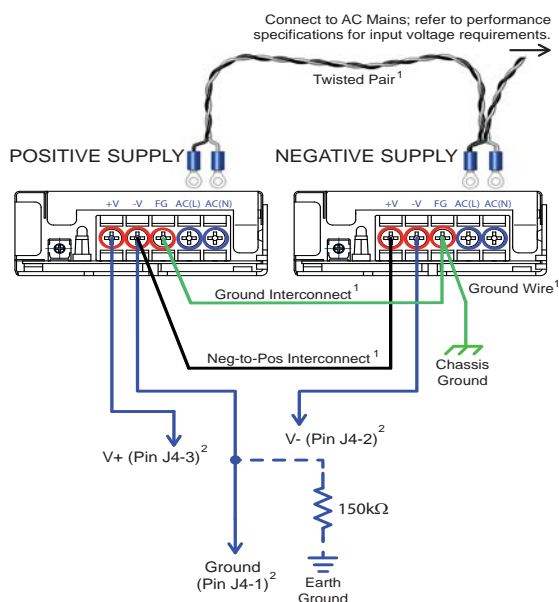 Connect to AC Mains; refer to performance
specifications for input voltage requirements.
Twisted Pair1
POSITIVE SUPPLY
NEGATIVE SUPPLY
+V -V FG AC(L) AC(N)
+V -V FG AC(L) AC(N)
Ground Interconnect1
Ground Wire1
Neg-to-Pos Interconnect1
Chassis
Ground
V+ (Pin J4-3)2
V- (Pin J4-2)2
150kΩ
Ground
(Pin J4-1)2
Earth
Ground